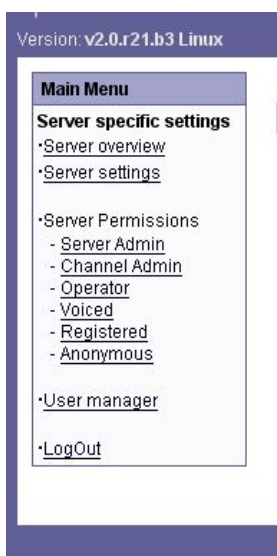 Version: v2.0.r21.b3 Linux
Main Menu
Server specific settings
·Server overview
·Server settings
·Server Permissions
- Server Admin
- Channel Admin
- Operator
- Voiced
- Registered
- Anonymous
·User manager
·LogOut